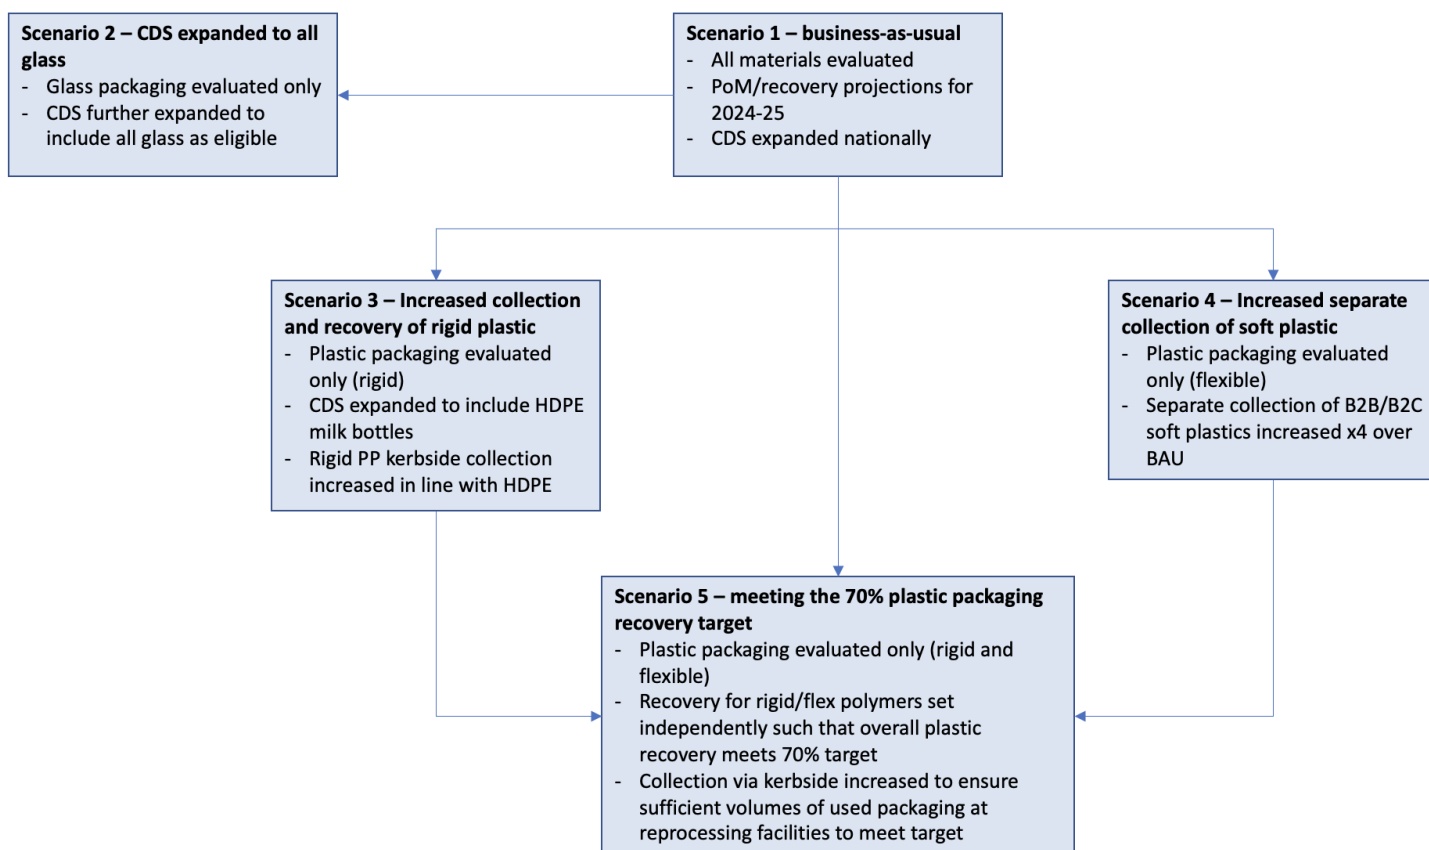 Scenario 2 – CDS expanded to all
glass
- Glass packaging evaluated only
- CDS further expanded to
include all glass as eligible
Scenario 1 – business-as-usual
- All materials evaluated
- PoM/recovery projections for
2024-25
- CDS expanded nationally
Scenario 3 – Increased collection
and recovery of rigid plastic
- Plastic packaging evaluated
only (rigid)
- CDS expanded to include HDPE
milk bottles
- Rigid PP kerbside collection
increased in line with HDPE
Scenario 4 – Increased separate
collection of soft plastic
- Plastic packaging evaluated
only (flexible)
- Separate collection of B2B/B2C
soft plastics increased x4 over
BAU
Scenario 5 – meeting the 70% plastic packaging
recovery target
- Plastic packaging evaluated only (rigid and
flexible)
- Recovery for rigid/flex polymers set
independently such that overall plastic
recovery meets 70% target
- Collection via kerbside increased to ensure
sufficient volumes of used packaging at
reprocessing facilities to meet target